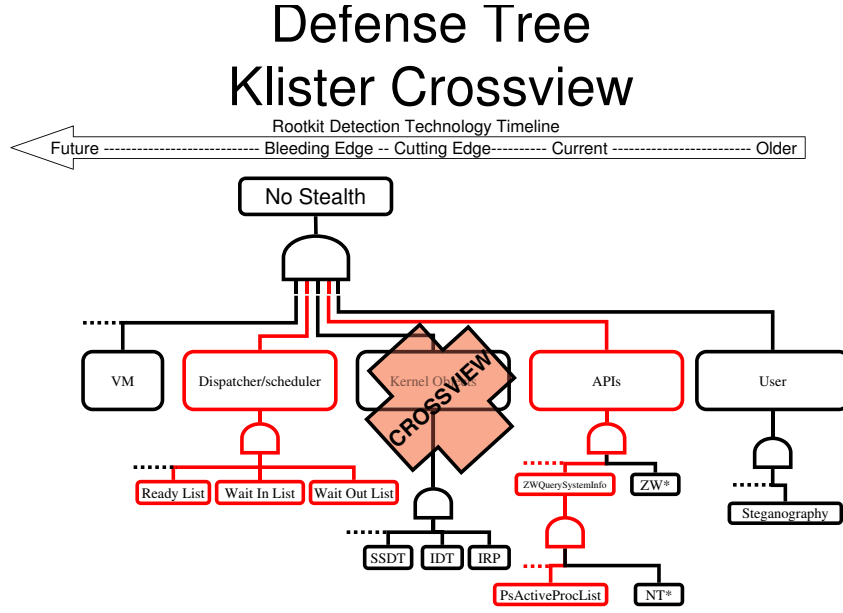 Defense Tree
Klister Crossview
Rootkit Detection Technology Timeline
Future ---------------------------- Bleeding Edge -- Cutting Edge---------- Current ------------------------- Older
No Stealth
VM
Dispatcher/scheduler
Kernel Objects
CROSSVIEW
APIs
User
Ready List
Wait In List
Wait Out List
ZWQuerySystemInfo
ZW*
Steganography
SSDT
IDT
IRP
PsActiveProcList
NT*